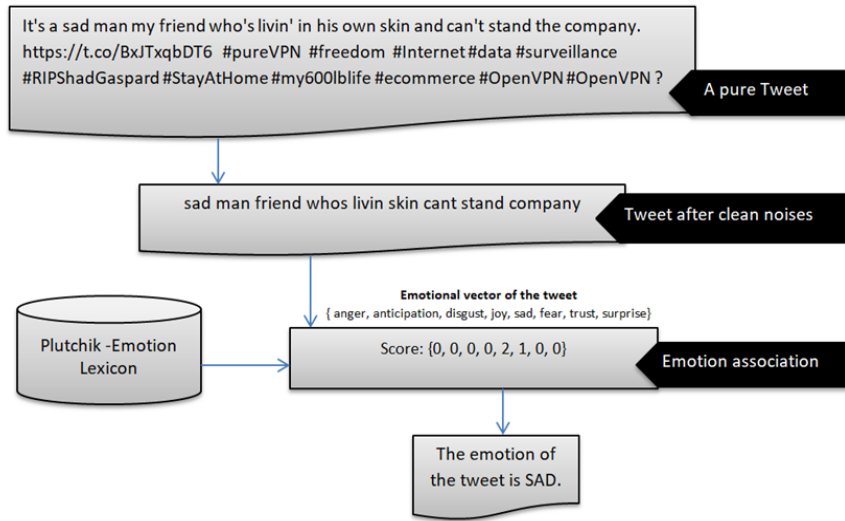 It's a sad man my friend who's livin' in his own skin and can't stand the company.
https://t.co/BxJTxqbDT6 #pureVPN #freedom #Internet #data #surveillance
#RIPShadGaspard #StayAtHome #my600lblife #ecommerce #OpenVPN #OpenVPN ?
A pure Tweet
sad man friend whos livin skin cant stand company
Tweet after clean noises
Emotional vector of the tweet
{ anger, anticipation, disgust, joy, sad, fear, trust, surprise}
Plutchik -Emotion
Lexicon
Score: {0, 0, 0, 0, 2, 1, 0, 0}
Emotion association
The emotion of
the tweet is SAD.